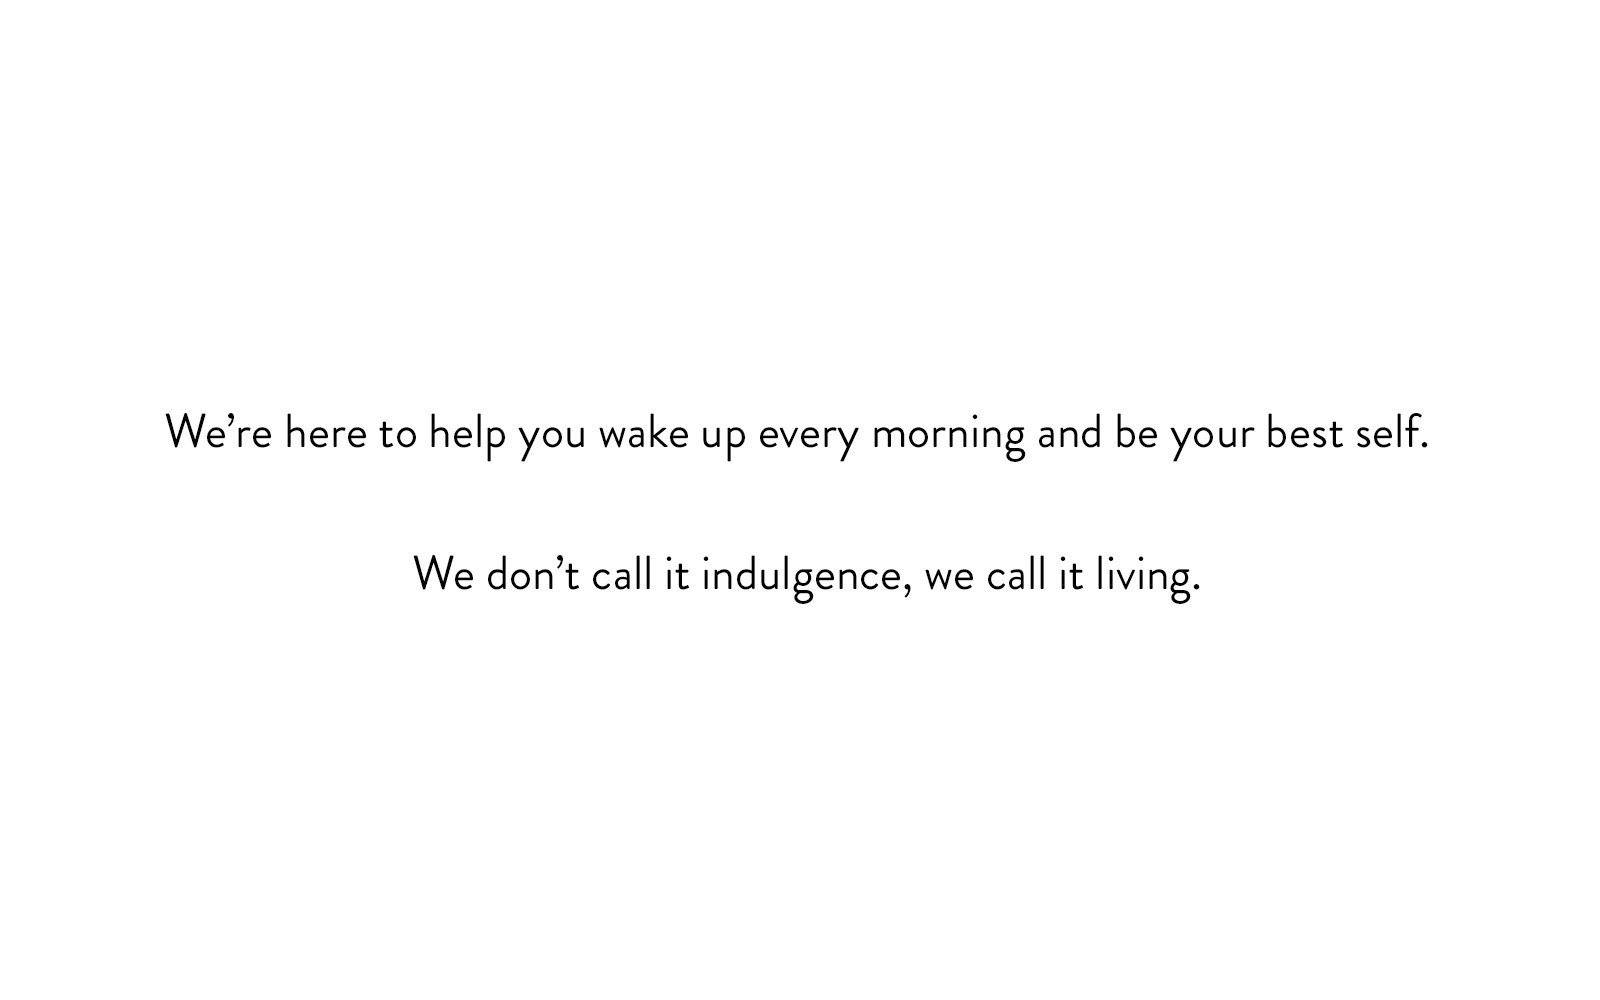 We’re here to help you wake up every morning and be your best self.
We don’t call it indulgence, we call it living.